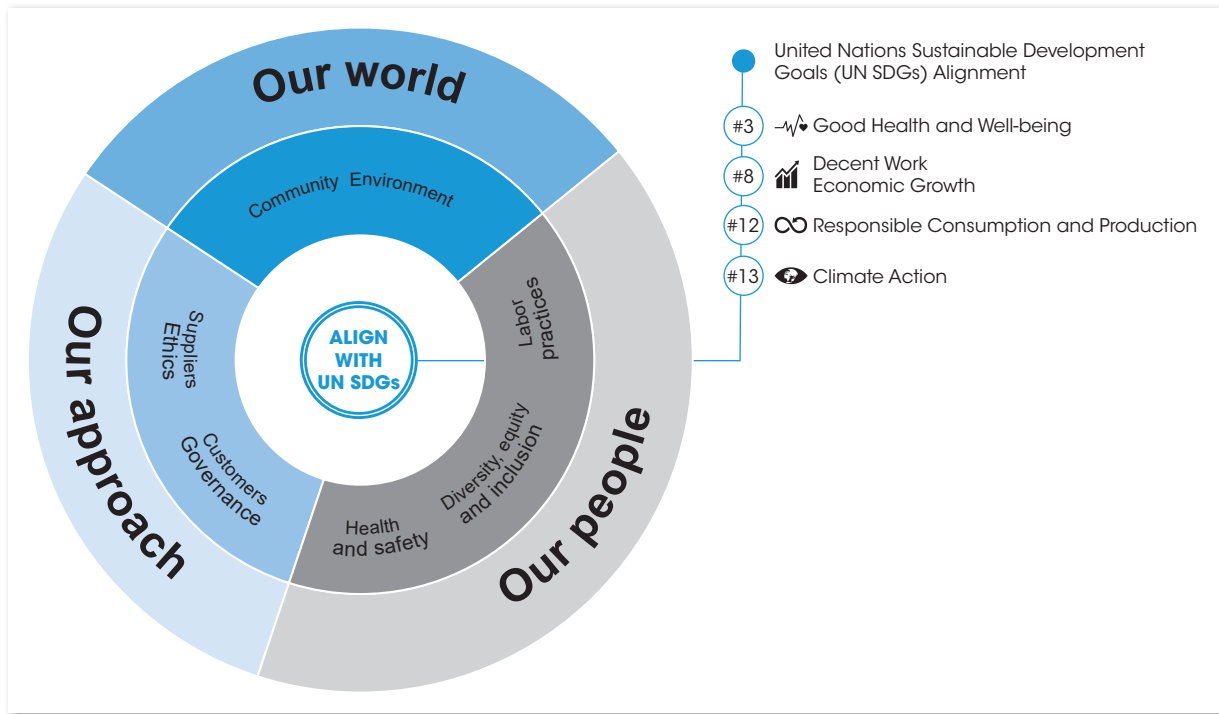 Our world
Community Environment
Our approach
Suppliers
Ethics
Customers
Governance
Our people
Labor
practices
Diversity, equity
and inclusion
Health
and safety
ALIGN
WITH
UN SDGs
United Nations Sustainable Development
Goals (UN SDGs) Alignment
#3 Good Health and Well-being
#8 Decent Work
Economic Growth
#12 Responsible Consumption and Production
#13 Climate Action